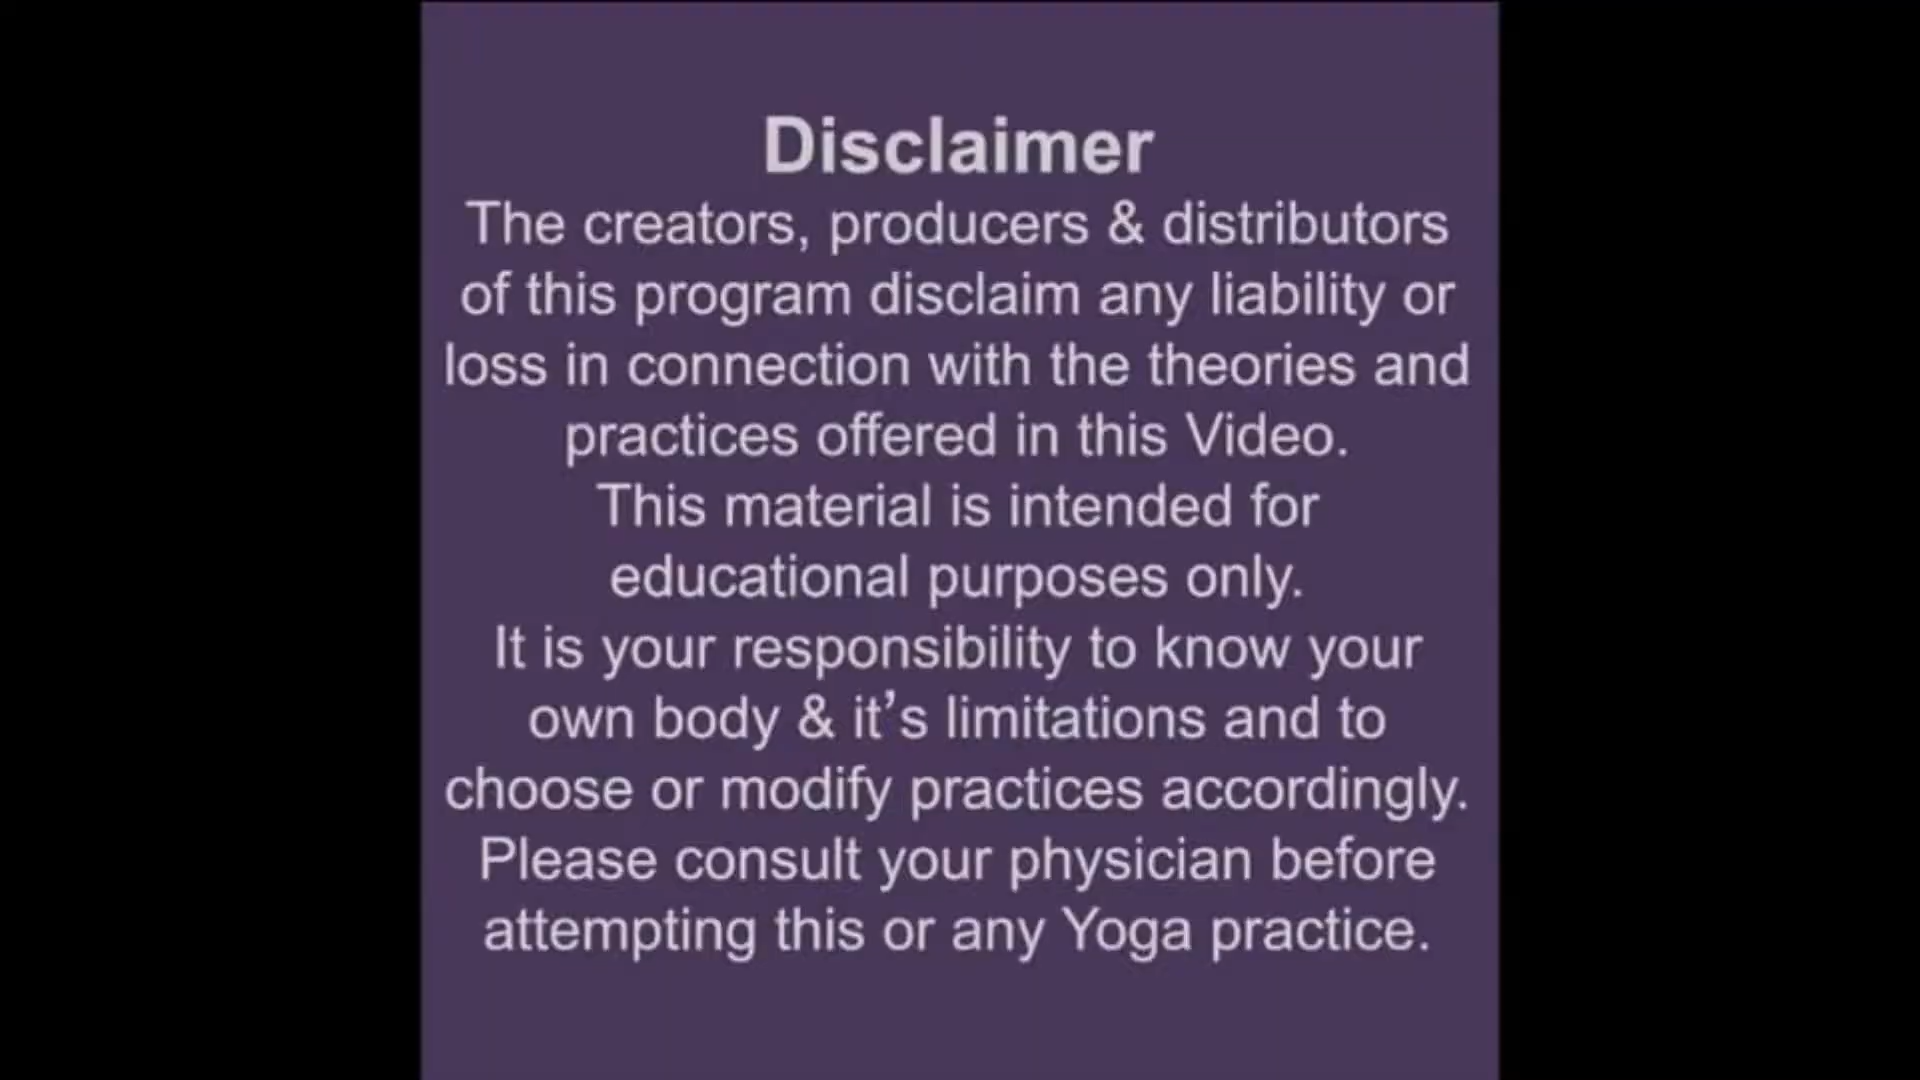 Disclaimer
The creators, producers & distributors
of this program disclaim any liability or
loss in connection with the theories and
practices offered in this Video.
This material is intended for
educational purposes only.
It is your responsibility to know your
own body & it’s limitations and to
choose or modify practices accordingly.
Please consult your physician before
attempting this or any Yoga practice.